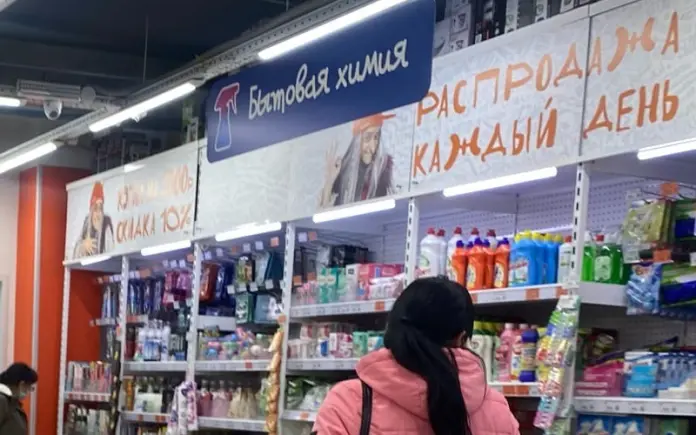 Бытовая химия
РАСПРОДАЖА
КАЖДЫЙ ДЕНЬ
СКИДКА 10%